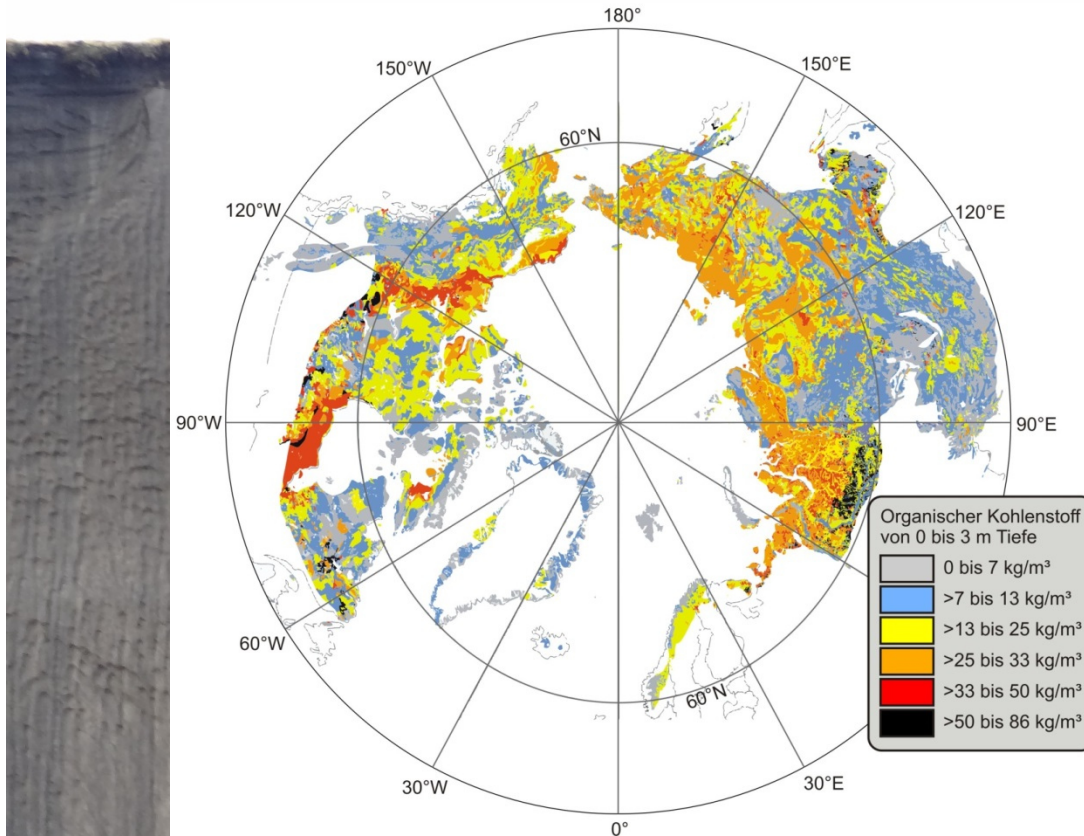 180°
150°W
150°E
60°N
120°W
120°E
90°W
90°E
Organischer Kohlenstoff
von 0 bis 3 m Tiefe
0 bis 7 kg/m³
>7 bis 13 kg/m³
>13 bis 25 kg/m³
>25 bis 33 kg/m³
>33 bis 50 kg/m³
>50 bis 86 kg/m³
60°W
60°N
30°W
30°E
0°